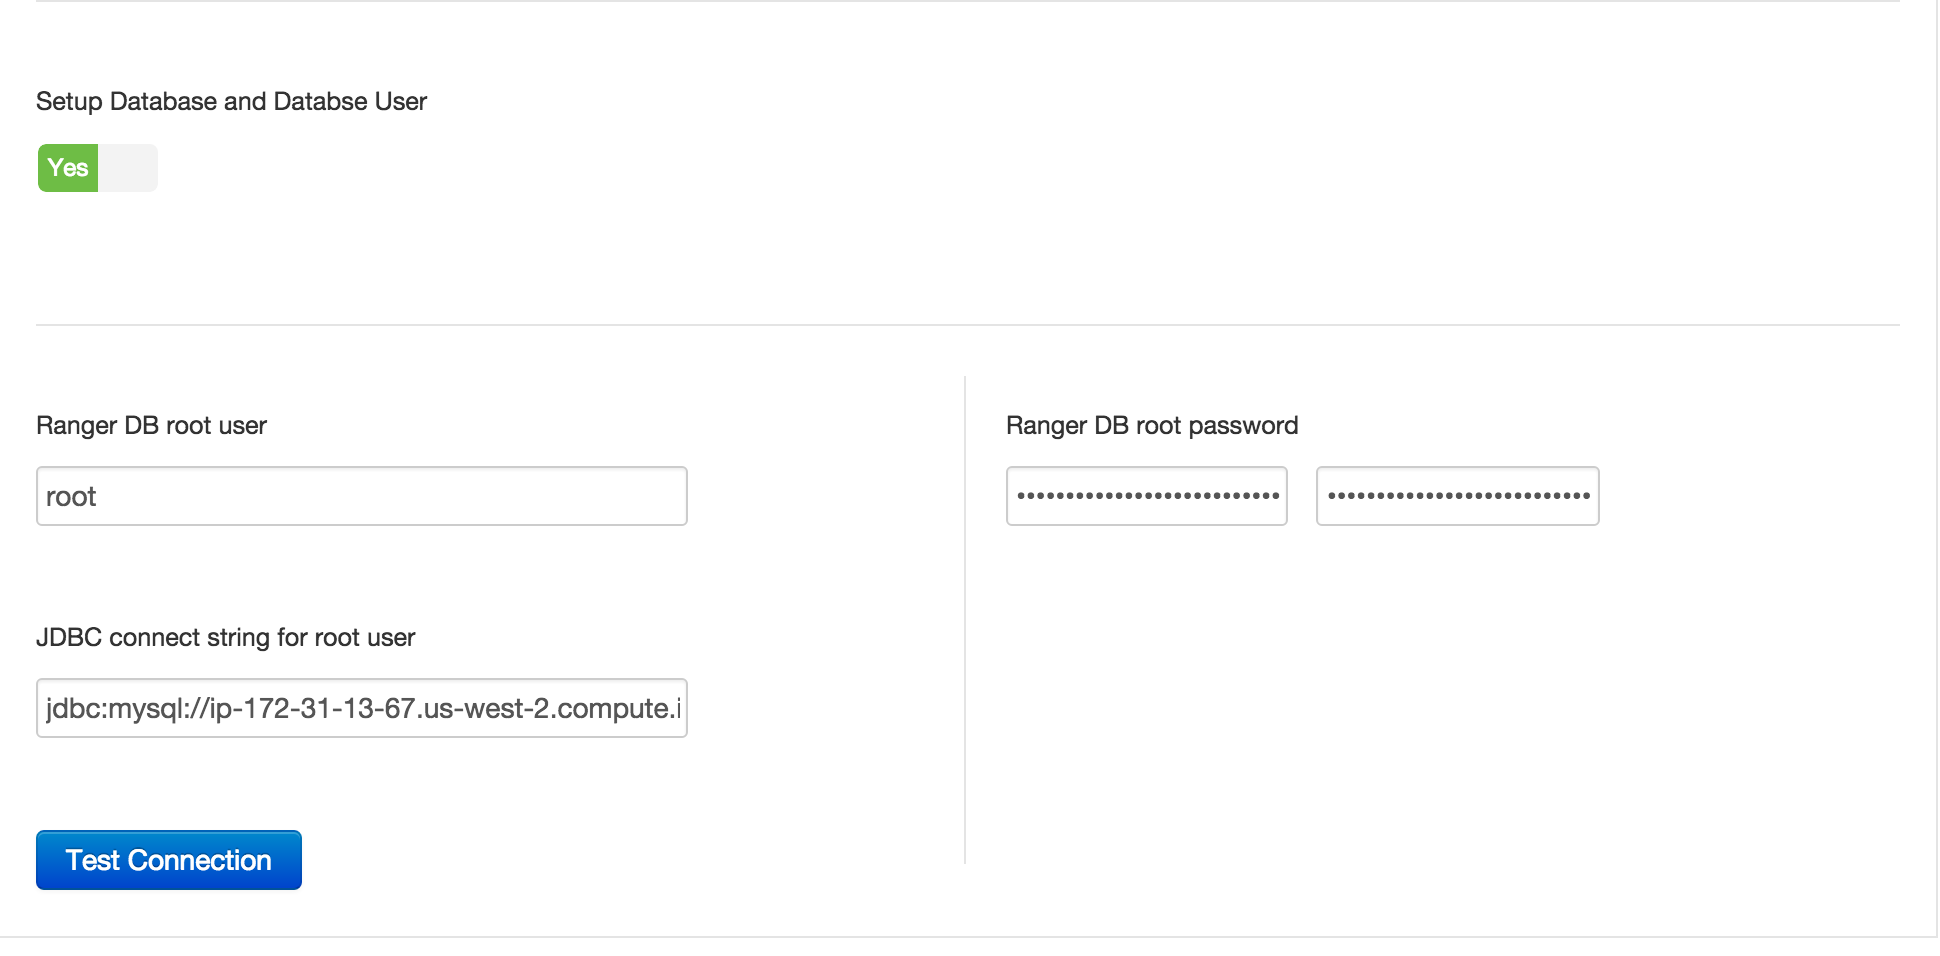 Setup Database and Databse User
Yes
Ranger DB root user
Ranger DB root password
root
••••••••••••••••••••••••••• •••••••••••••••••••••••••••
JDBC connect string for root user
jdbc:mysql://ip-172-31-13-67.us-west-2.compute.i
Test Connection